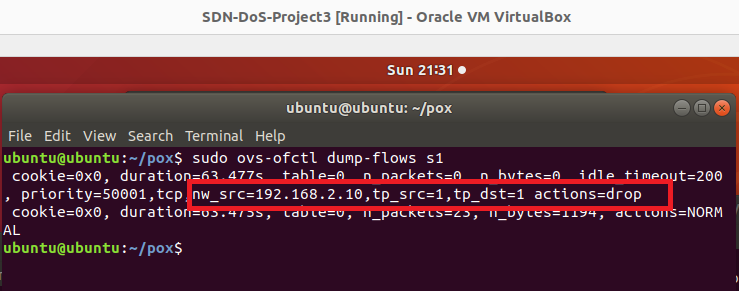 SDN-DoS-Project3 [Running] - Oracle VM VirtualBox
Sun 21:31
ubuntu@ubuntu: ~/pox
File Edit View Search Terminal Help
ubuntu@ubuntu:~/pox$ sudo ovs-ofctl dump-flows s1
cookie=0x0, duration=63.477s, table=0, n_packets=0, n_bytes=0, idle_timeout=200
, priority=50001,tcp,nw_src=192.168.2.10,tp_src=1,tp_dst=1 actions=drop
cookie=0x0, duration=63.475s, table=0, n_packets=23, n_bytes=1194, actions=NORM
AL
ubuntu@ubuntu:~/pox$